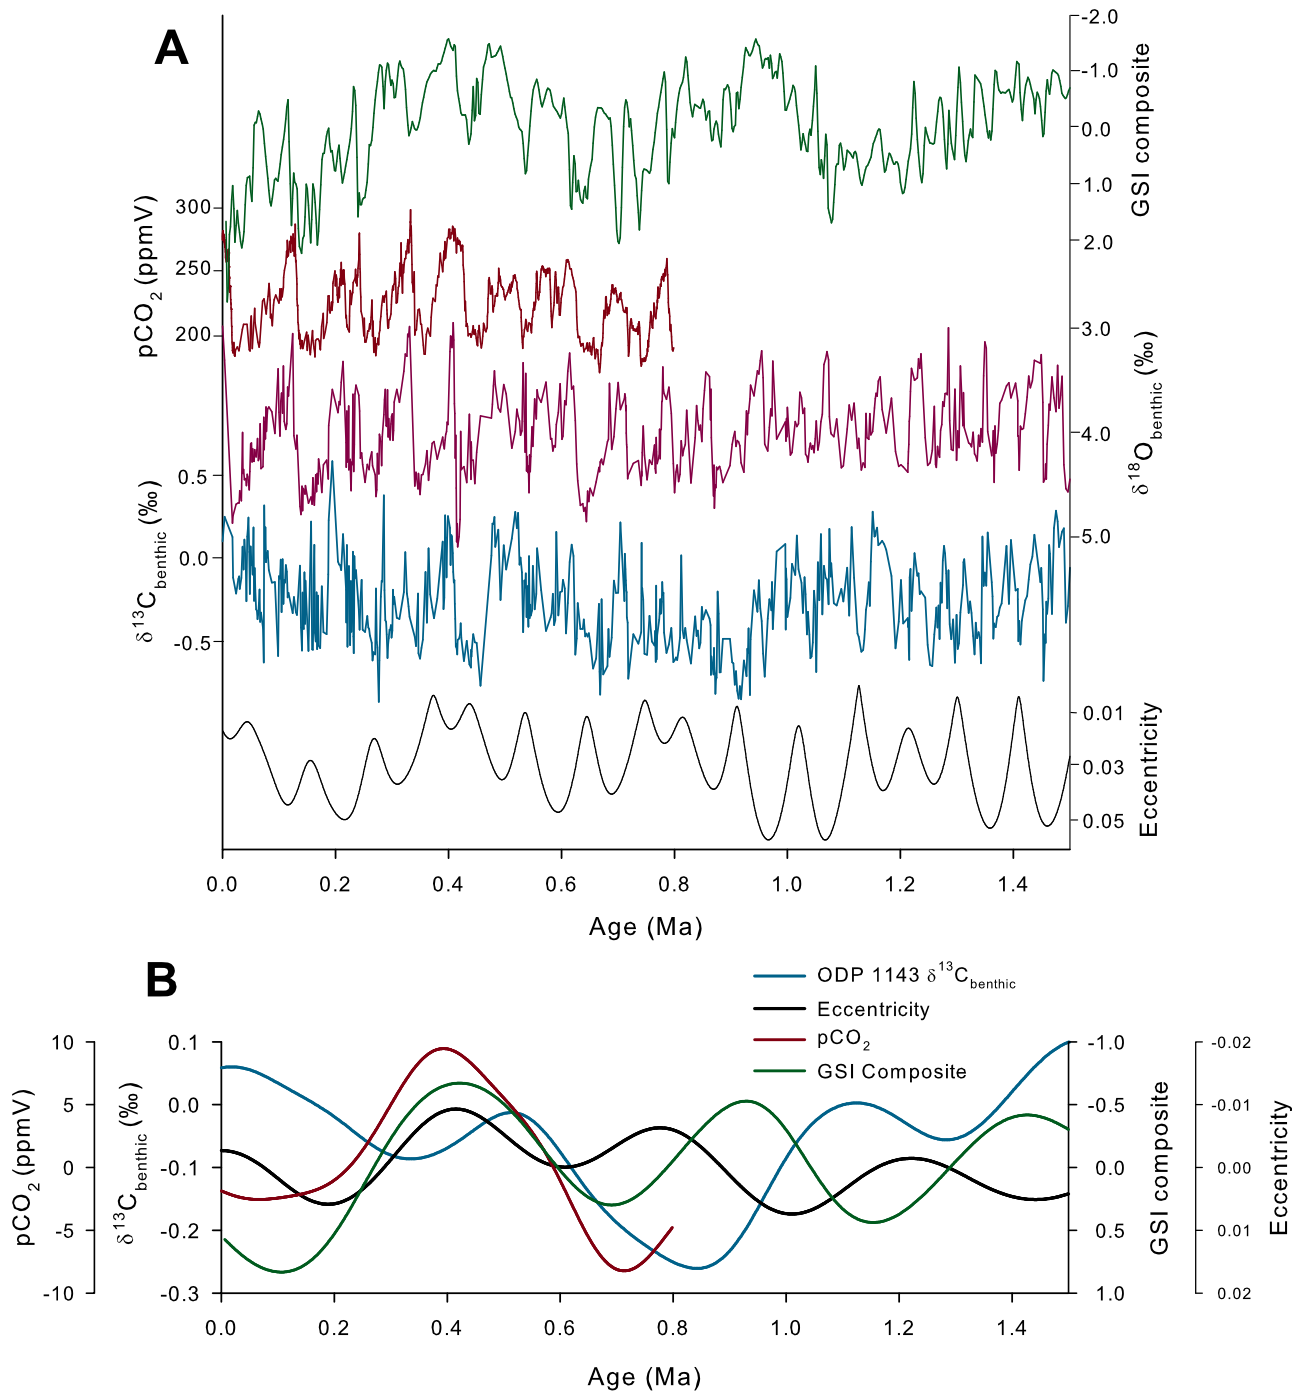 A
-2.0
-1.0
0.0
1.0
2.0
GSI composite
300
250
200
pCO2 (ppmV)
3.0
4.0
5.0
δ18Obenthic (‰)
0.5
0.0
-0.5
δ13Cbenthic (‰)
0.01
0.03
0.05
Eccentricity
0.0 0.2 0.4 0.6 0.8 1.0 1.2 1.4
Age (Ma)
B
ODP 1143 δ13Cbenthic
Eccentricity
pCO2
GSI Composite
10
5
0
-5
-10
pCO2 (ppmV)
0.1
0.0
-0.1
-0.2
-0.3
δ13Cbenthic (‰)
-1.0
-0.5
0.0
0.5
1.0
GSI composite
-0.02
-0.01
0.00
0.01
0.02
Eccentricity
0.0 0.2 0.4 0.6 0.8 1.0 1.2 1.4
Age (Ma)